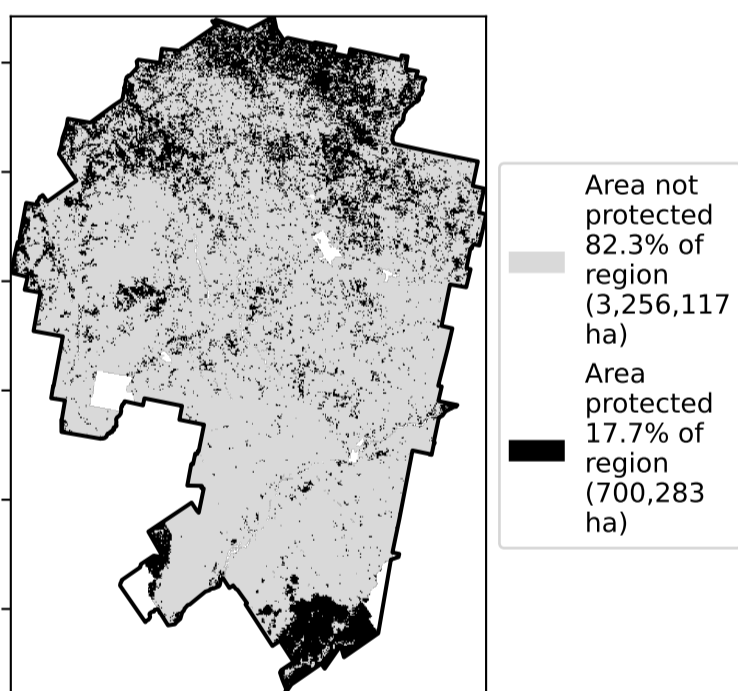 Area not
protected
82.3% of
region
(3,256,117
ha)
Area
protected
17.7% of
region
(700,283
ha)